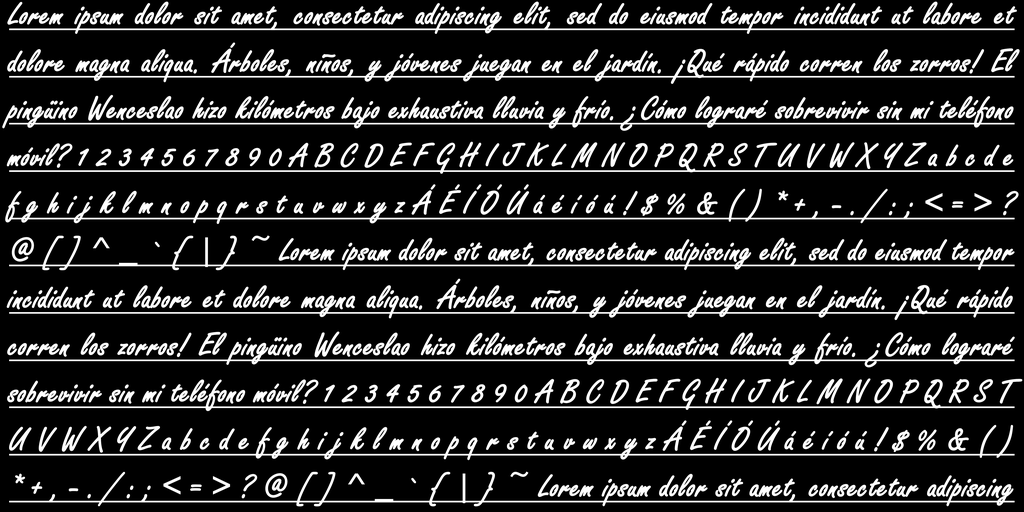 Lorem ipsum dolor sit amet, consectetur adipiscing elit, sed do eiusmod tempor incididunt ut labore et
dolore magna aliqua. Árboles, niños, y jóvenes juegan en el jardín. ¡Qué rápido corren los zorros! El
pingüino Wenceslao hizo kilómetros bajo exhaustiva lluvia y frío. ¿Cómo lograré sobrevivir sin mi teléfono
móvil? 1 2 3 4 5 6 7 8 9 0 A B C D E F G H I J K L M N O P Q R S T U V W X Y Z a b c d e
f g h i j k l m n o p q r s t u v w x y z Á É Í Ó Ú á é í ó ú ! $ % & ( ) * + , - . / : ; < = > ?
@ [ ] ^ _ ` { | } ~ Lorem ipsum dolor sit amet, consectetur adipiscing elit, sed do eiusmod tempor
incididunt ut labore et dolore magna aliqua. Árboles, niños, y jóvenes juegan en el jardín. ¡Qué rápido
corren los zorros! El pingüino Wenceslao hizo kilómetros bajo exhaustiva lluvia y frío. ¿Cómo lograré
sobrevivir sin mi teléfono móvil? 1 2 3 4 5 6 7 8 9 0 A B C D E F G H I J K L M N O P Q R S T
U V W X Y Z a b c d e f g h i j k l m n o p q r s t u v w x y z Á É Í Ó Ú á é í ó ú ! $ % & ( )
* + , - . / : ; < = > ? @ [ ] ^ _ ` { | } ~ Lorem ipsum dolor sit amet, consectetur adipiscing